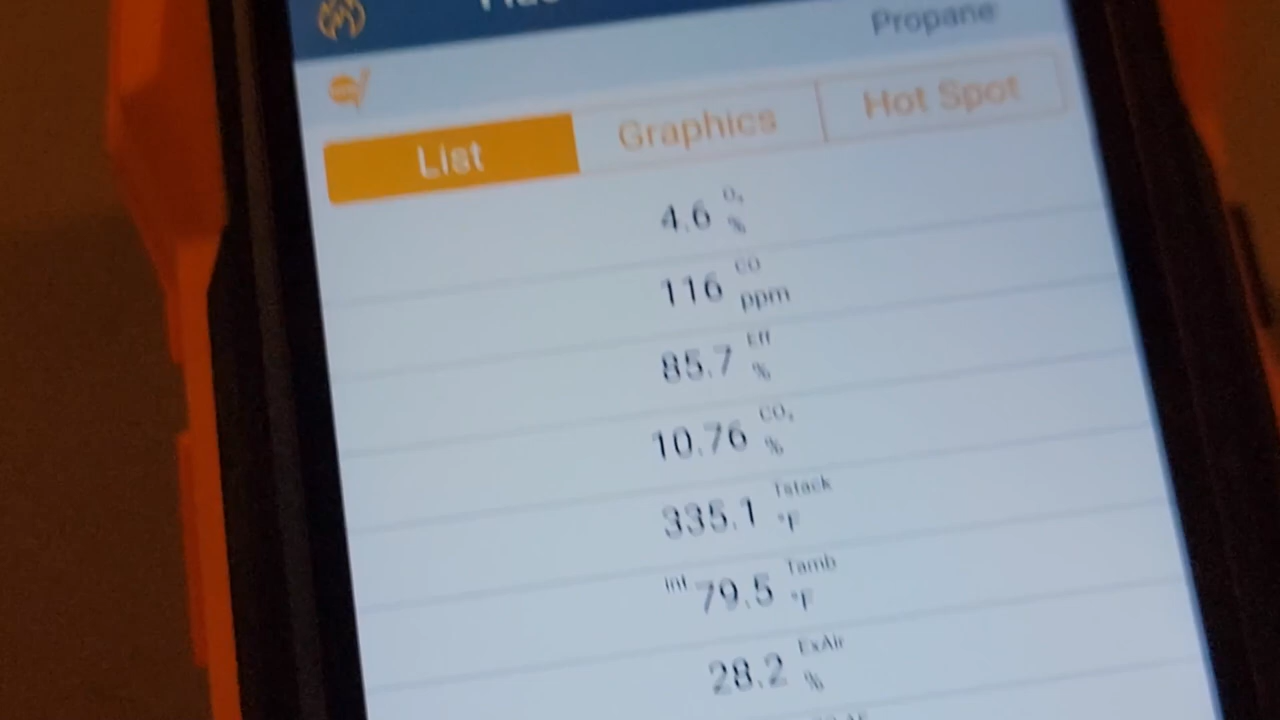 Propane
List Graphics Hot Spot
4.6 O₂ %
116 CO ppm
85.7 Eff %
10.76 CO₂ %
335.1 Tstack °F
int 79.5 Tamb °F
28.2 ExAir %